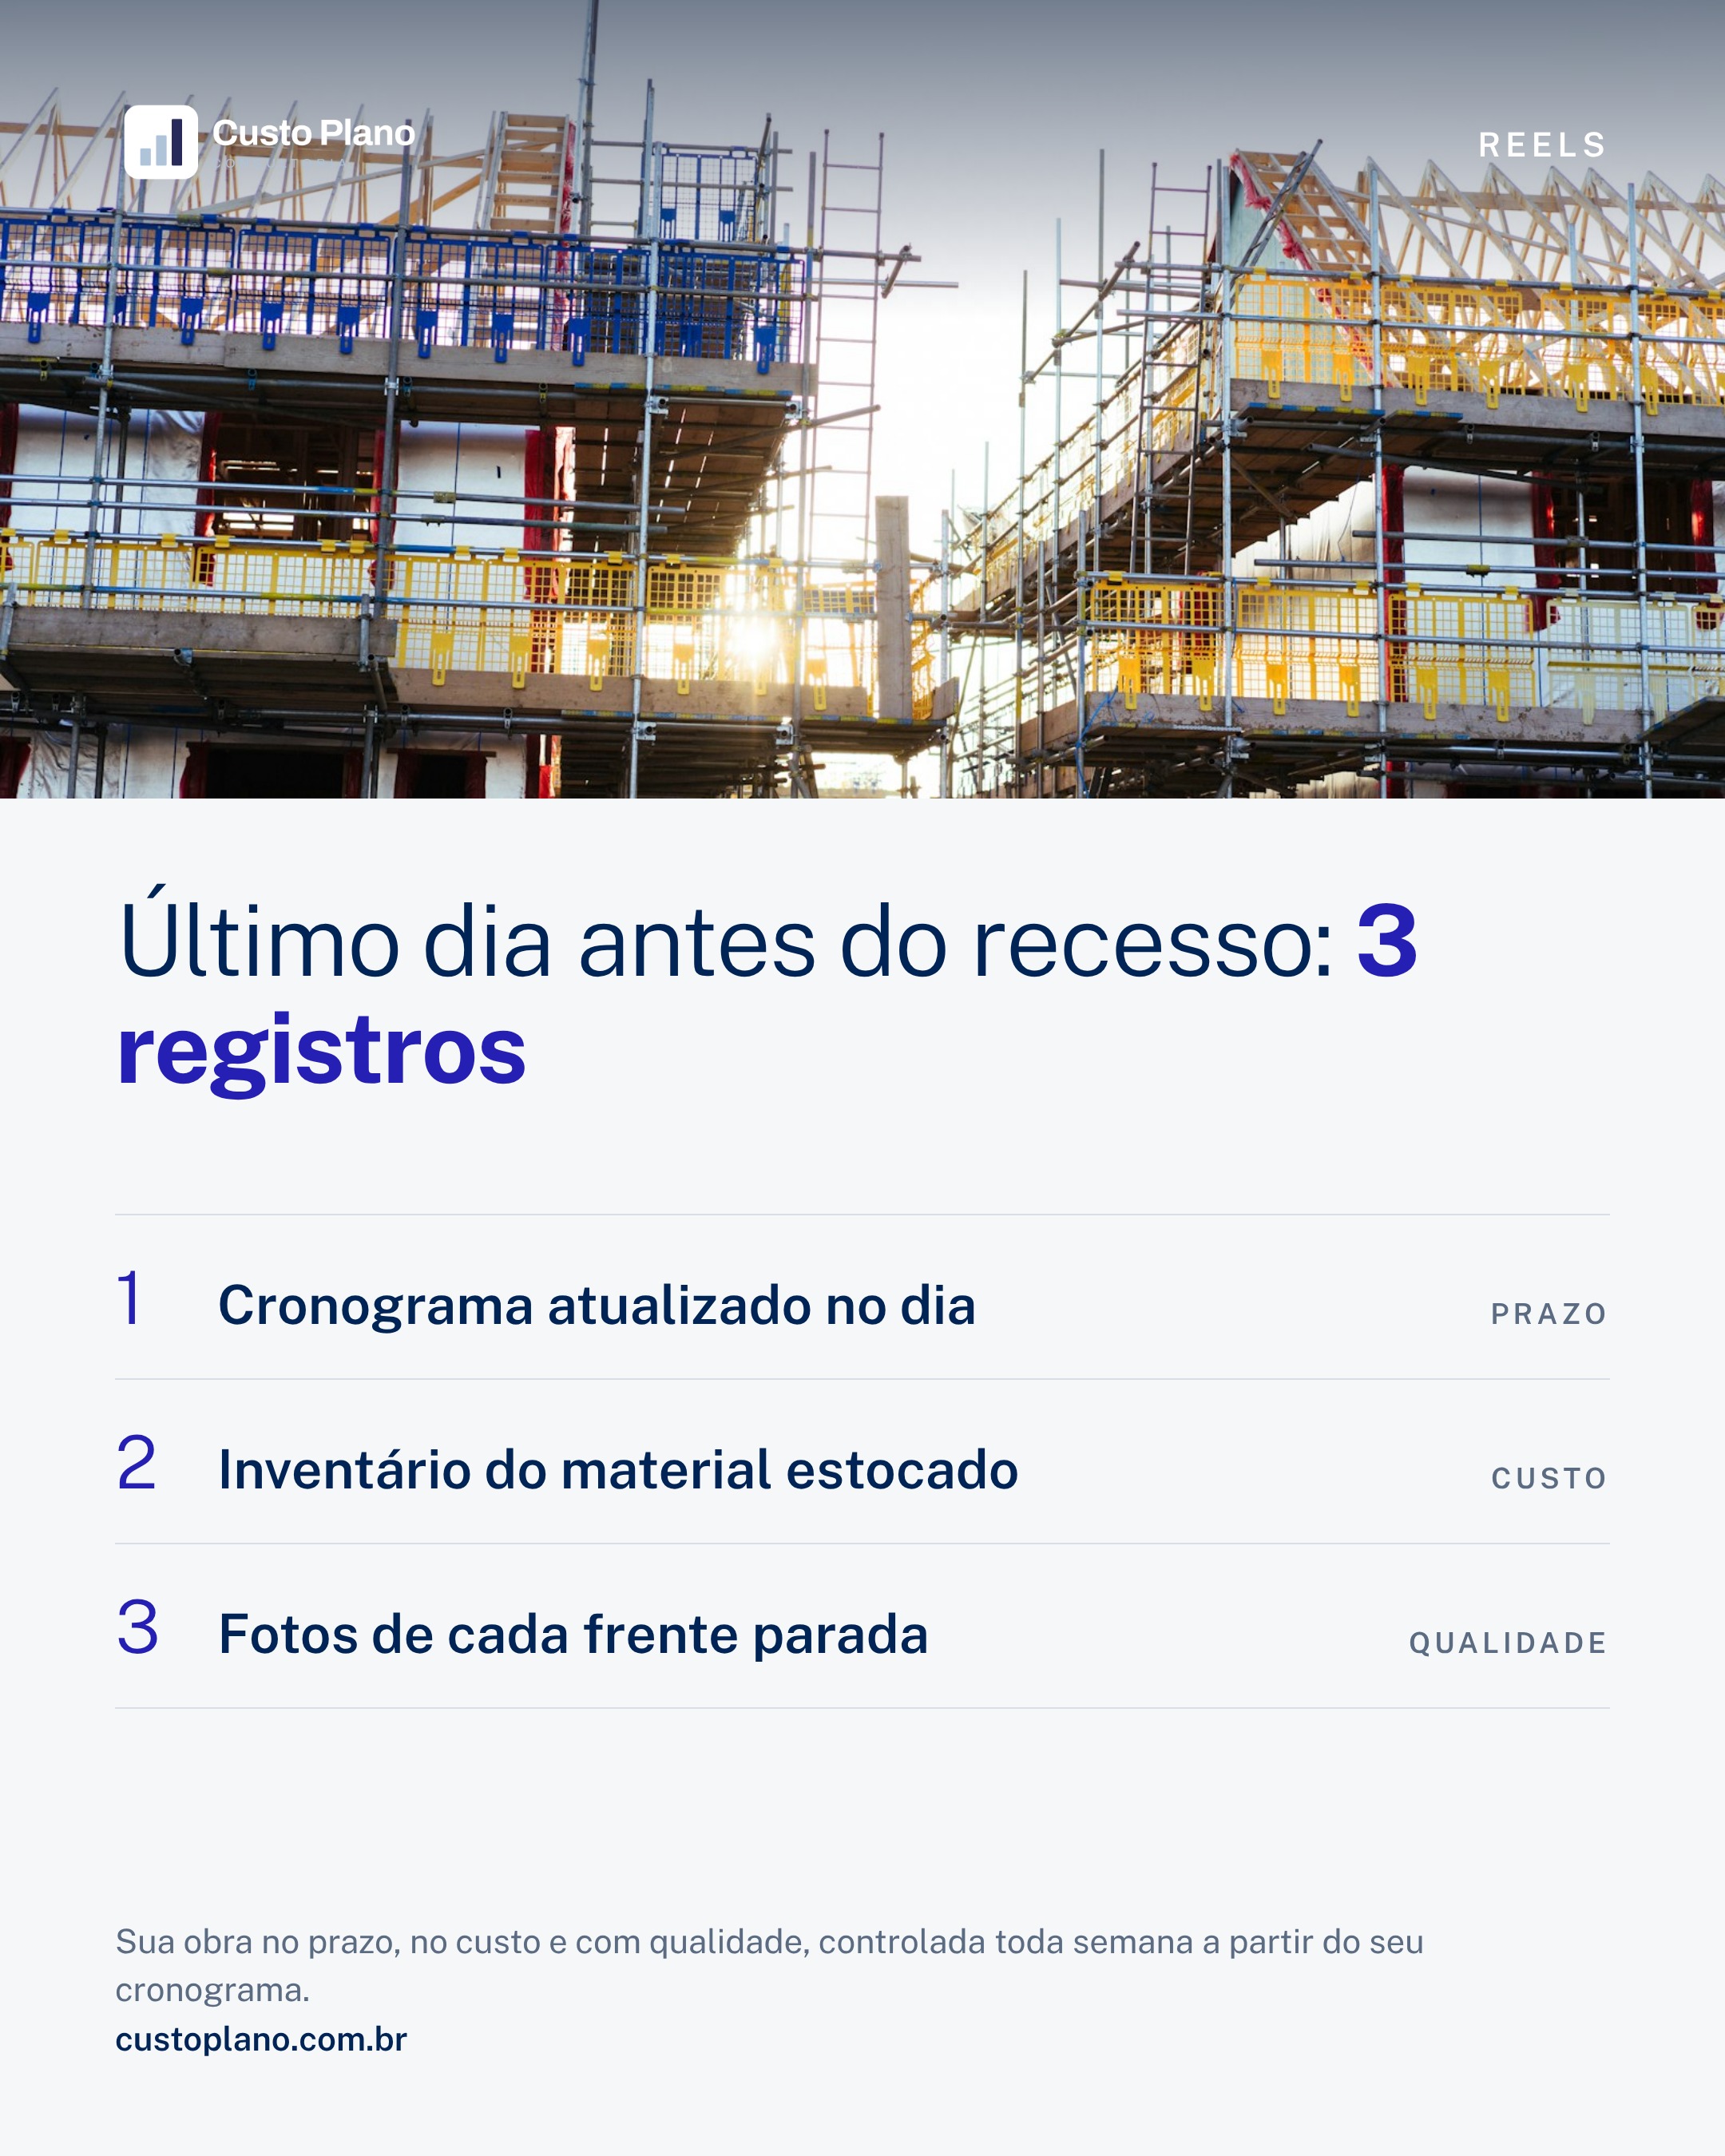 Custo Plano
REELS
Último dia antes do recesso: 3
registros
1 Cronograma atualizado no dia PRAZO
2 Inventário do material estocado CUSTO
3 Fotos de cada frente parada QUALIDADE
Sua obra no prazo, no custo e com qualidade, controlada toda semana a partir do seu
cronograma.
custoplano.com.br